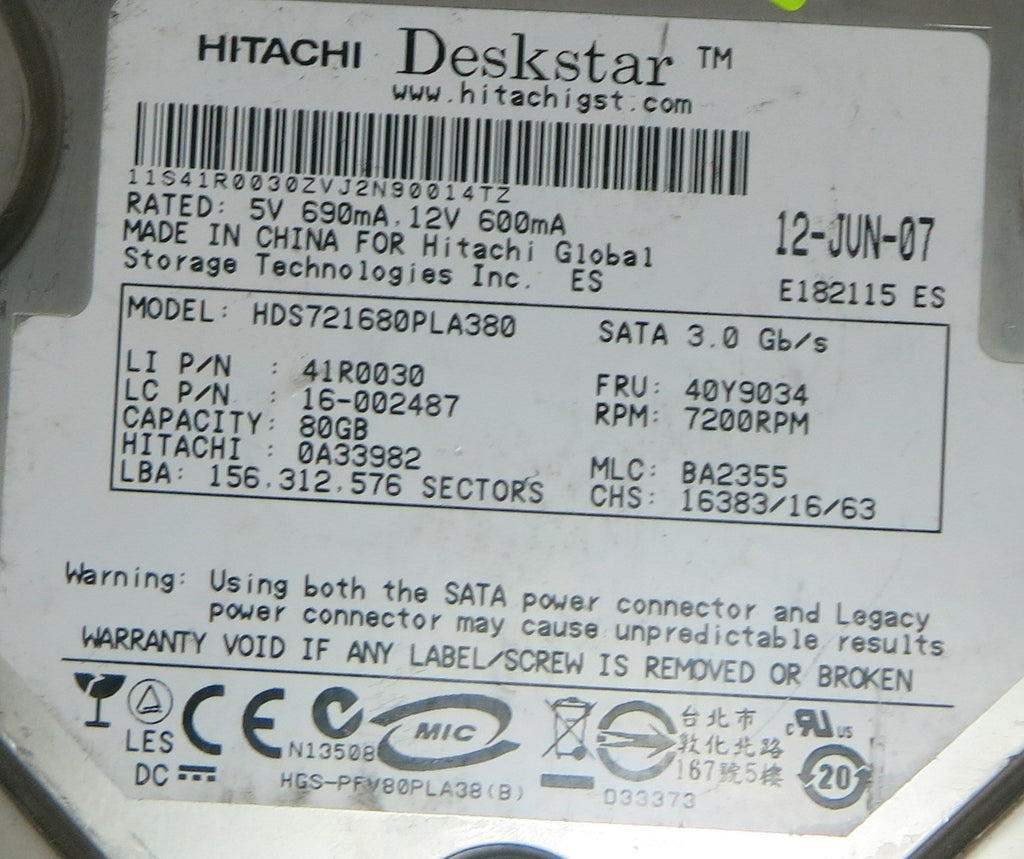 HITACHI Deskstar ™
www.hitachigst.com
11S41R0030ZVJ2N90014TZ
RATED: 5V 690mA, 12V 600mA
MADE IN CHINA FOR Hitachi Global
Storage Technologies Inc. ES
12-JUN-07
E182115 ES
MODEL: HDS721680PLA380 SATA 3.0 Gb/s
LI P/N : 41R0030 FRU: 40Y9034
LC P/N : 16-002487 RPM: 7200RPM
CAPACITY: 80GB
HITACHI : 0A33982 MLC: BA2355
LBA: 156,312,576 SECTORS CHS: 16383/16/63
Warning: Using both the SATA power connector and Legacy
power connector may cause unpredictable results
WARRANTY VOID IF ANY LABEL/SCREW IS REMOVED OR BROKEN
LES
DC
CE
N13508
MIC
HGS-PFV80PLA38(B)
D33373
台北市
敦化北路
167號5樓
c RU us
20